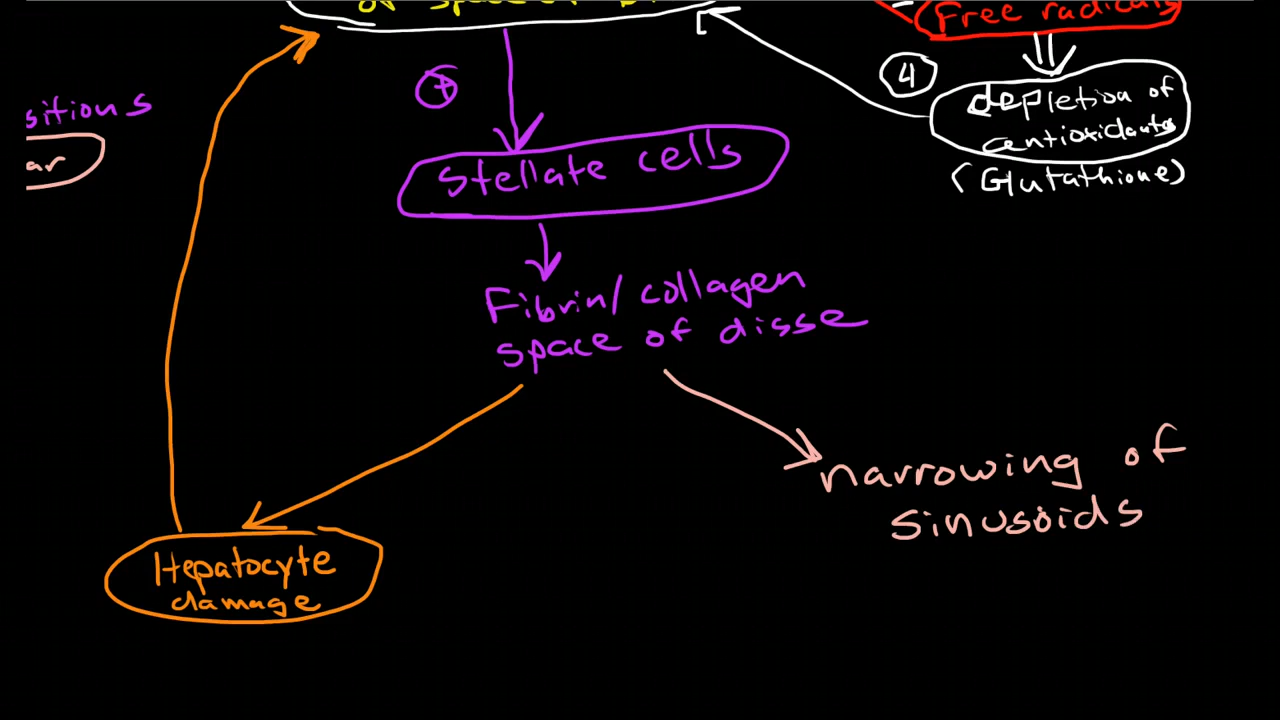 Free radicals
4
depletion of
antioxidants
(Glutathione)
sitions
ar
+
Stellate cells
Fibrin/collagen
space of disse
narrowing of
sinusoids
Hepatocyte
damage